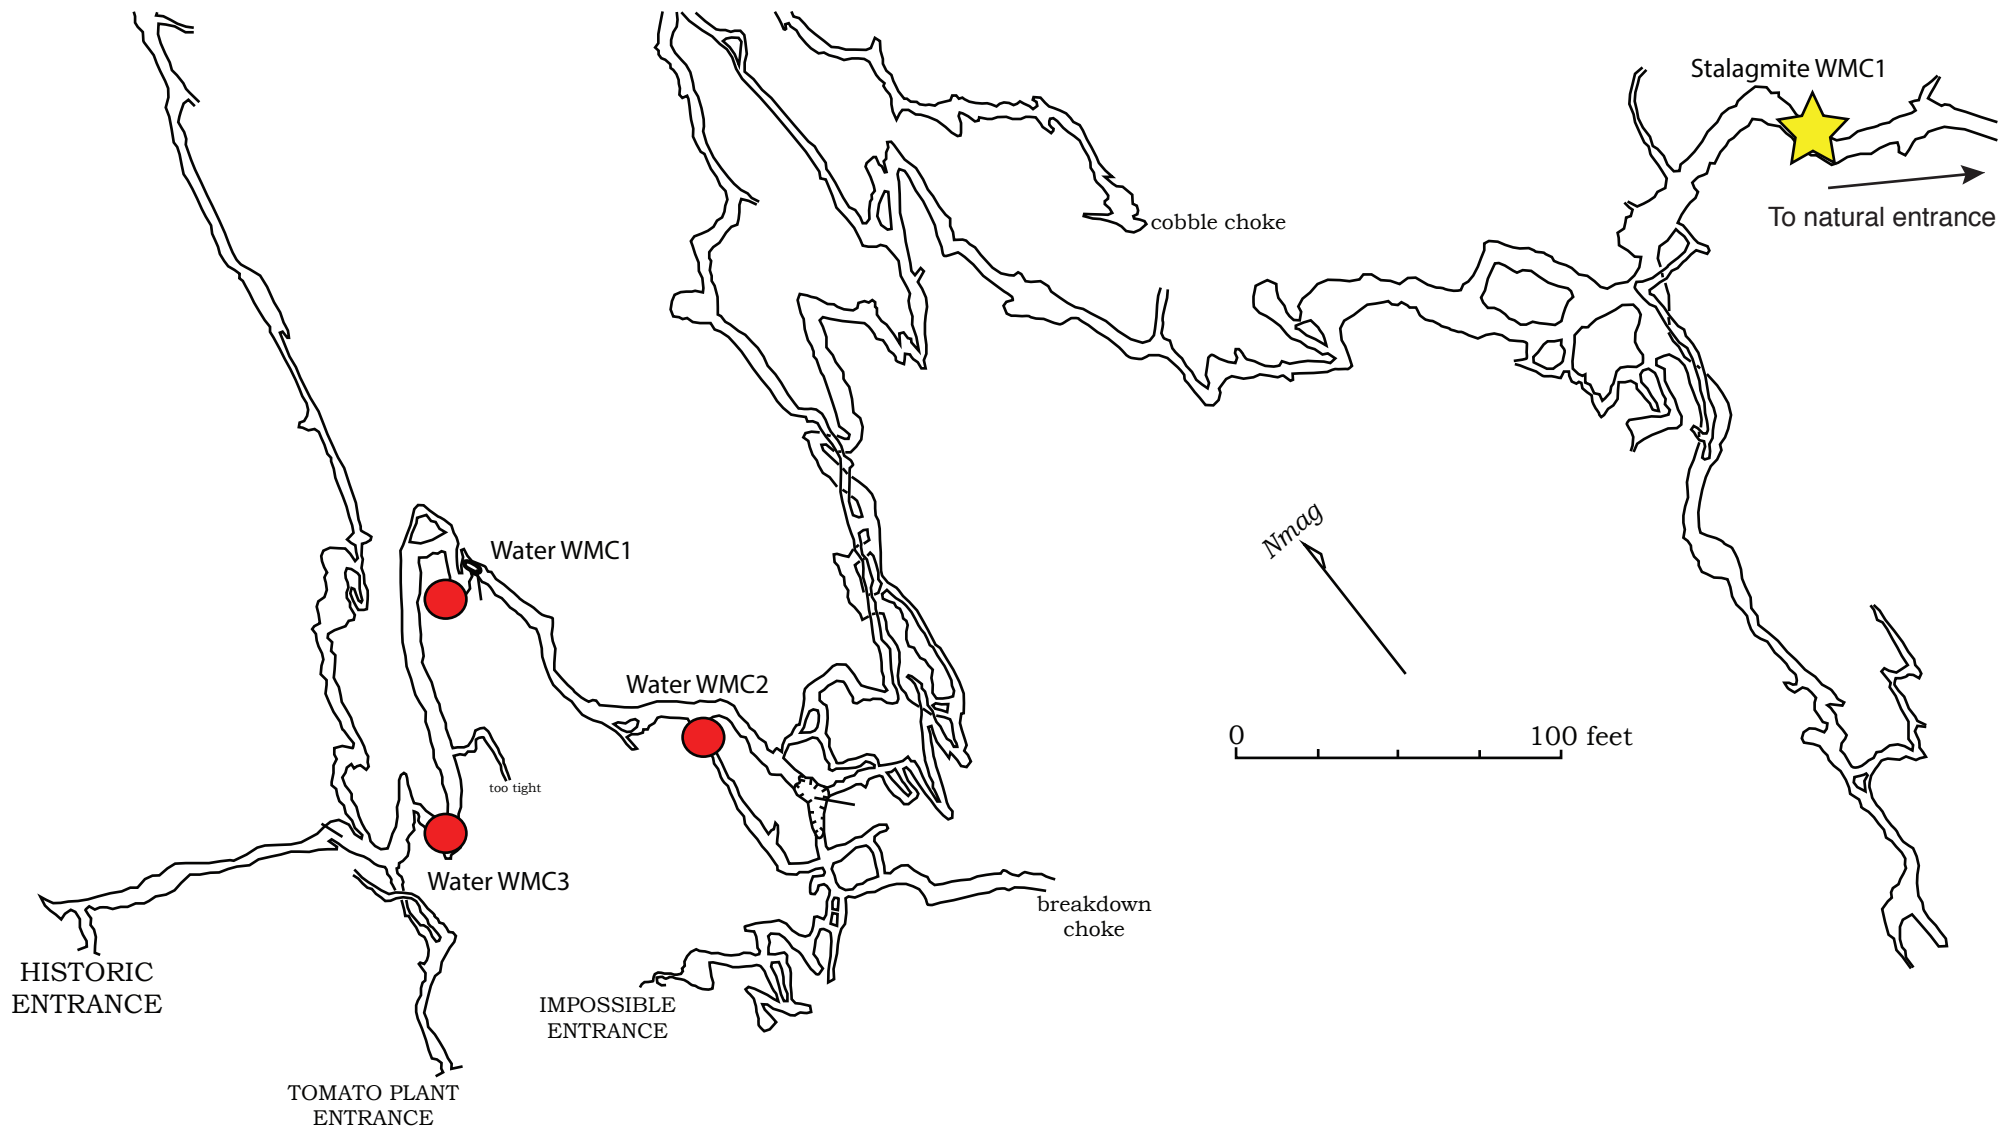 Stalagmite WMC1
To natural entrance
cobble choke
Nmag
Water WMC1
Water WMC2
0
100 feet
too tight
Water WMC3
breakdown
choke
HISTORIC
ENTRANCE
IMPOSSIBLE
ENTRANCE
TOMATO PLANT
ENTRANCE